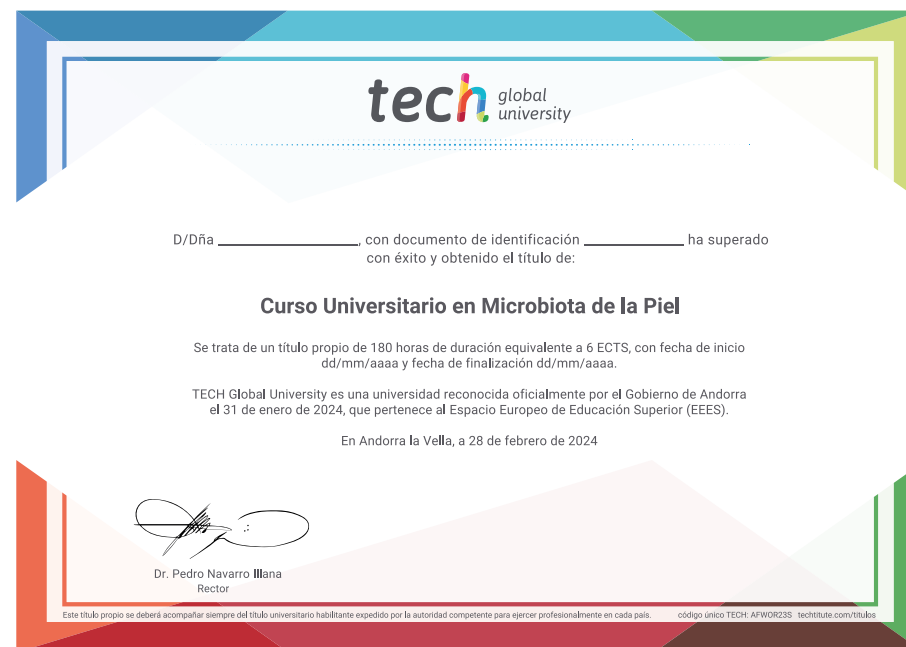 tech global university
D/Dña ____________________, con documento de identificación ______________ ha superado
con éxito y obtenido el título de:
Curso Universitario en Microbiota de la Piel
Se trata de un título propio de 180 horas de duración equivalente a 6 ECTS, con fecha de inicio
dd/mm/aaaa y fecha de finalización dd/mm/aaaa.
TECH Global University es una universidad reconocida oficialmente por el Gobierno de Andorra
el 31 de enero de 2024, que pertenece al Espacio Europeo de Educación Superior (EEES).
En Andorra la Vella, a 28 de febrero de 2024
Dr. Pedro Navarro Illana
Rector
Este título propio se deberá acompañar siempre del título universitario habilitante expedido por la autoridad competente para ejercer profesionalmente en cada país. código único TECH: AFWOR23S techtitute.com/titulos